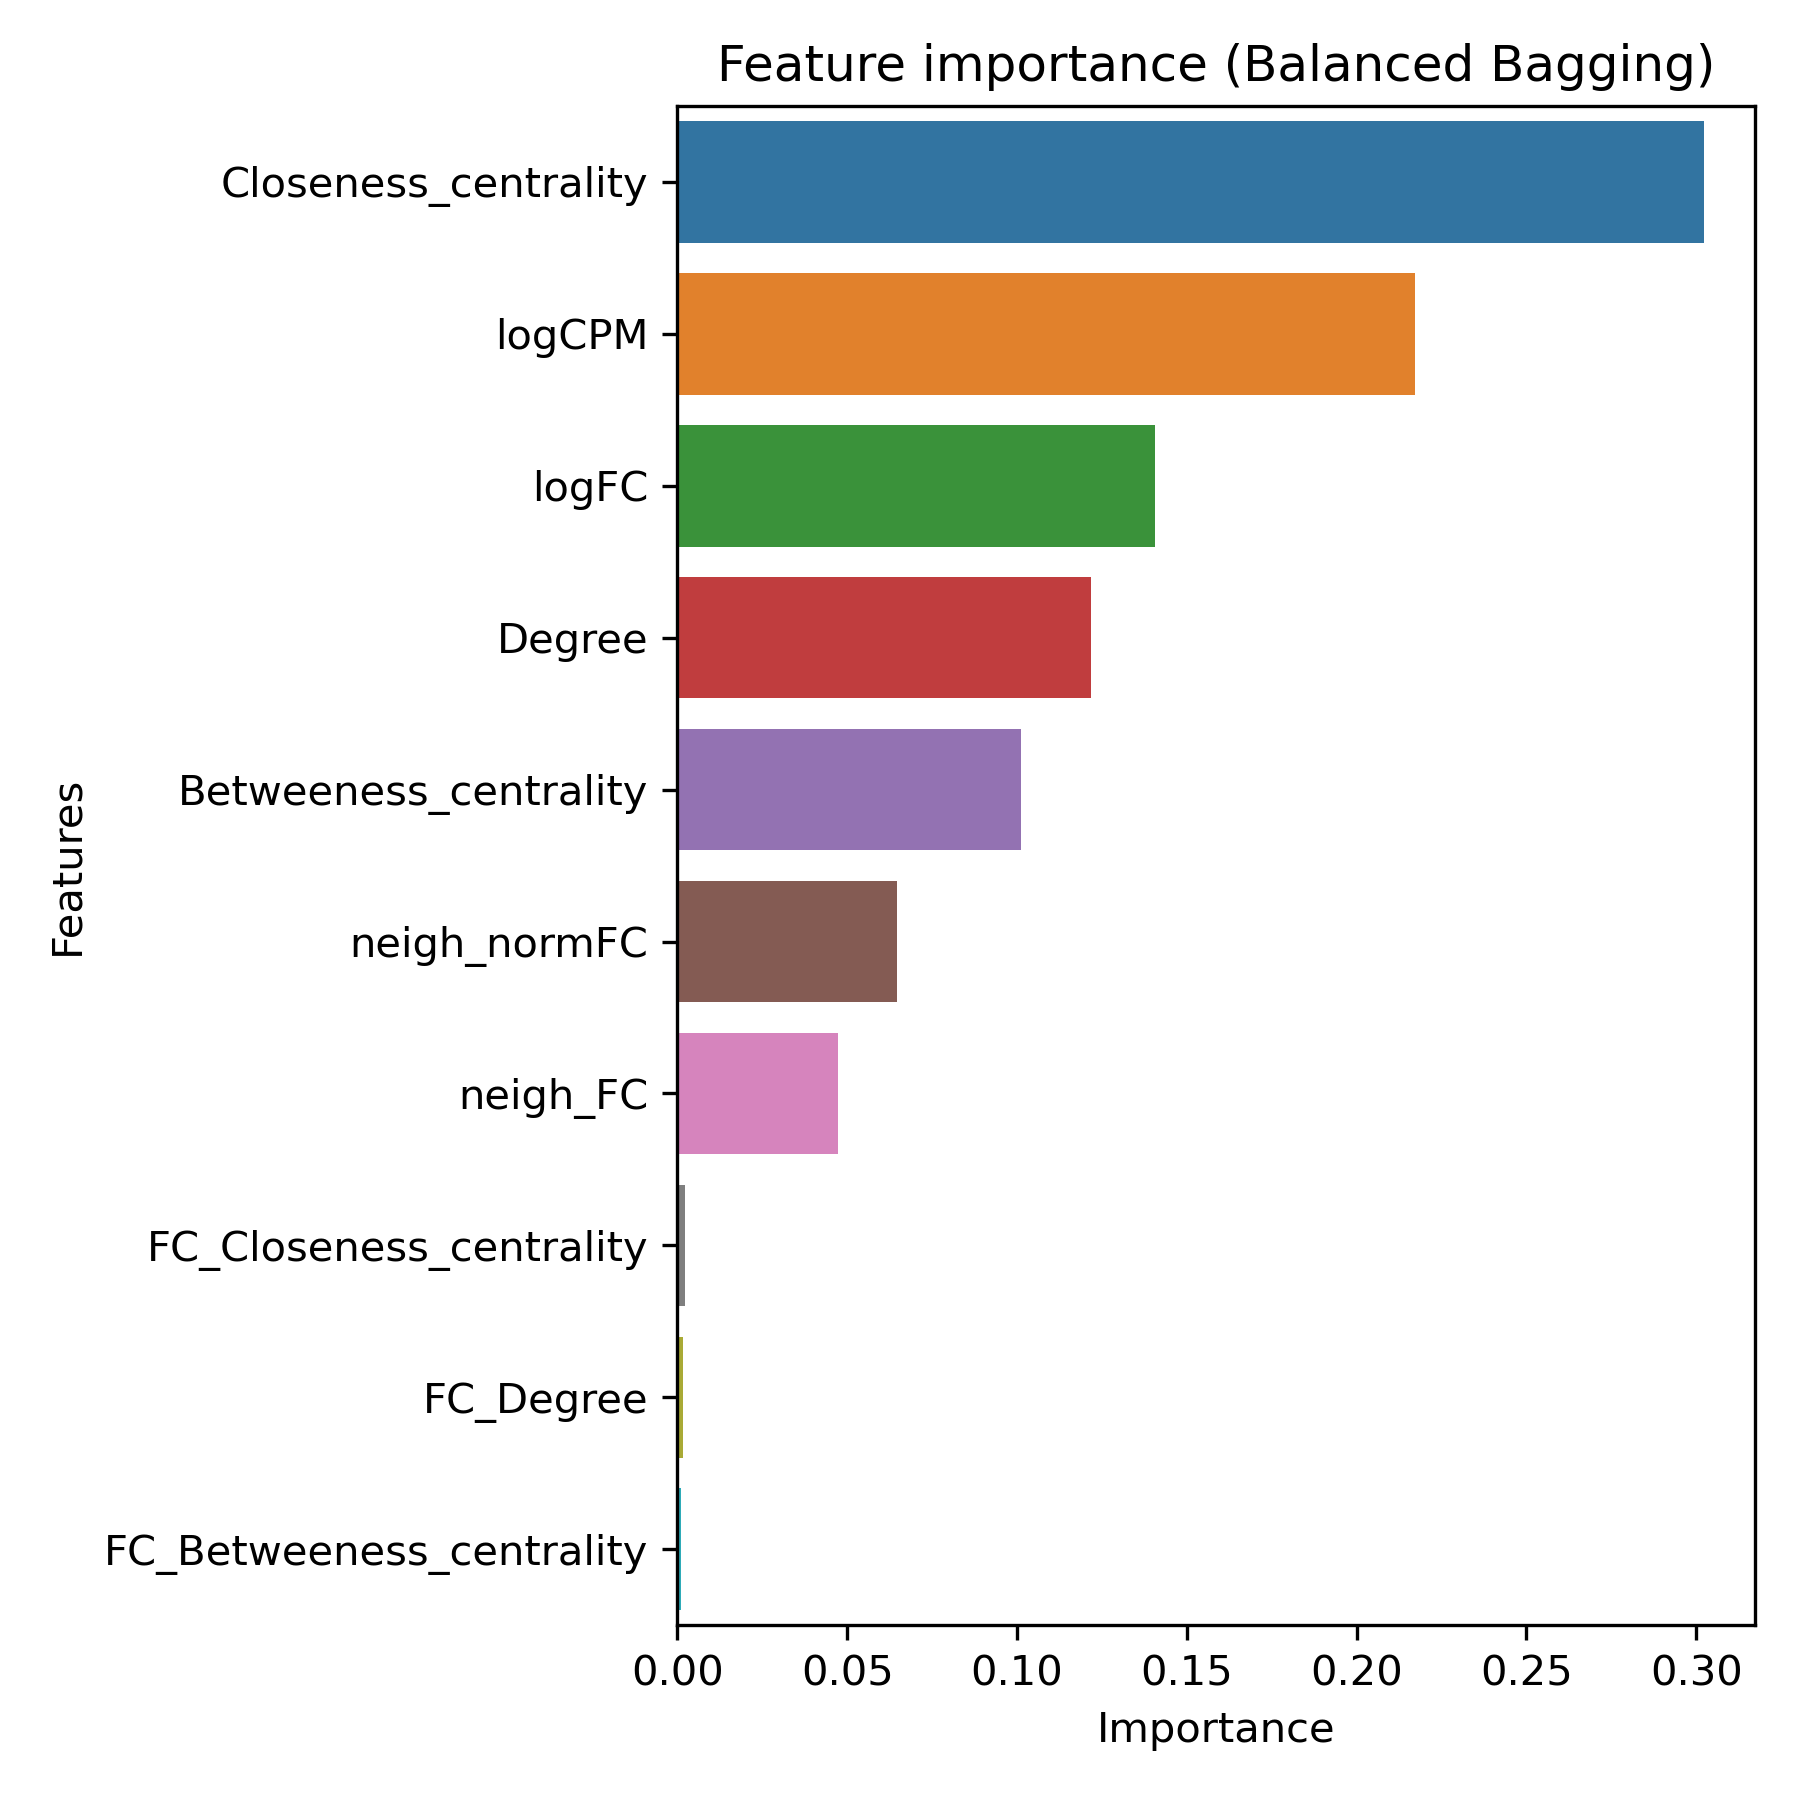 Feature importance (Balanced Bagging)
Closeness_centrality
logCPM
logFC
Degree
Betweeness_centrality
neigh_normFC
neigh_FC
FC_Closeness_centrality
FC_Degree
FC_Betweeness_centrality
Features
0.00 0.05 0.10 0.15 0.20 0.25 0.30
Importance